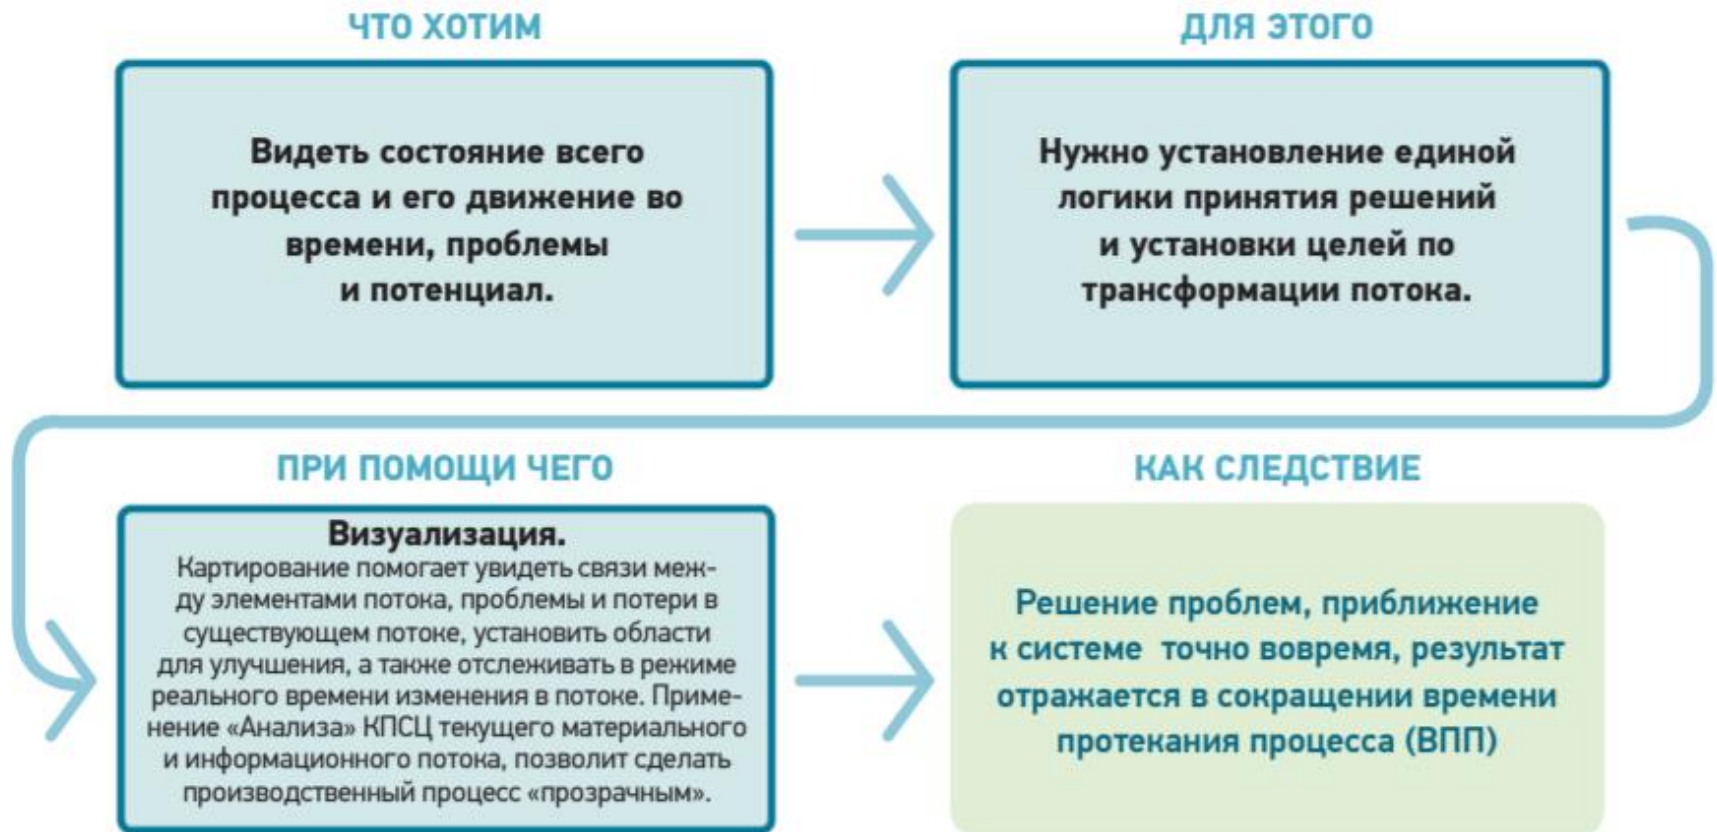 ЧТО ХОТИМ
Видеть состояние всего
процесса и его движение во
времени, проблемы
и потенциал.
ДЛЯ ЭТОГО
Нужно установление единой
логики принятия решений
и установки целей по
трансформации потока.
ПРИ ПОМОЩИ ЧЕГО
Визуализация.
Картирование помогает увидеть связи меж-
ду элементами потока, проблемы и потери в
существующем потоке, установить области
для улучшения, а также отслеживать в режиме
реального времени изменения в потоке. Приме-
нение «Анализа» КПСЦ текущего материального
и информационного потока, позволит сделать
производственный процесс «прозрачным».
КАК СЛЕДСТВИЕ
Решение проблем, приближение
к системе точно вовремя, результат
отражается в сокращении времени
протекания процесса (ВПП)